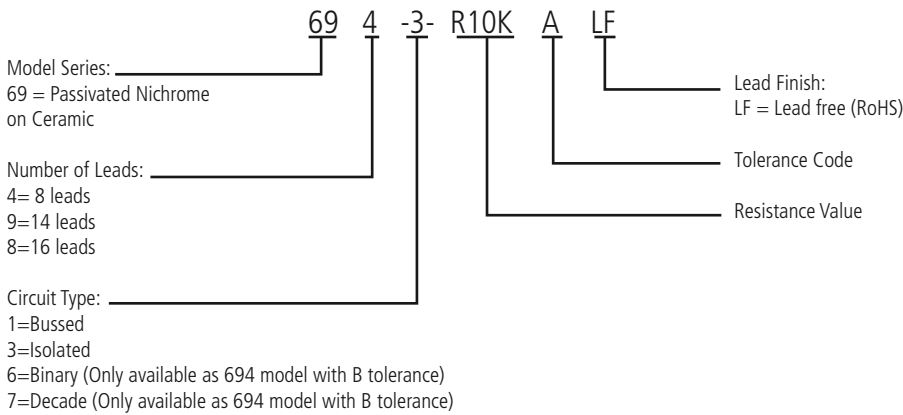 69 4 -3- R10K A LF
Model Series:
69 = Passivated Nichrome
on Ceramic
Number of Leads:
4= 8 leads
9=14 leads
8=16 leads
Circuit Type:
1=Bussed
3=Isolated
6=Binary (Only available as 694 model with B tolerance)
7=Decade (Only available as 694 model with B tolerance)
Lead Finish:
LF = Lead free (RoHS)
Tolerance Code
Resistance Value